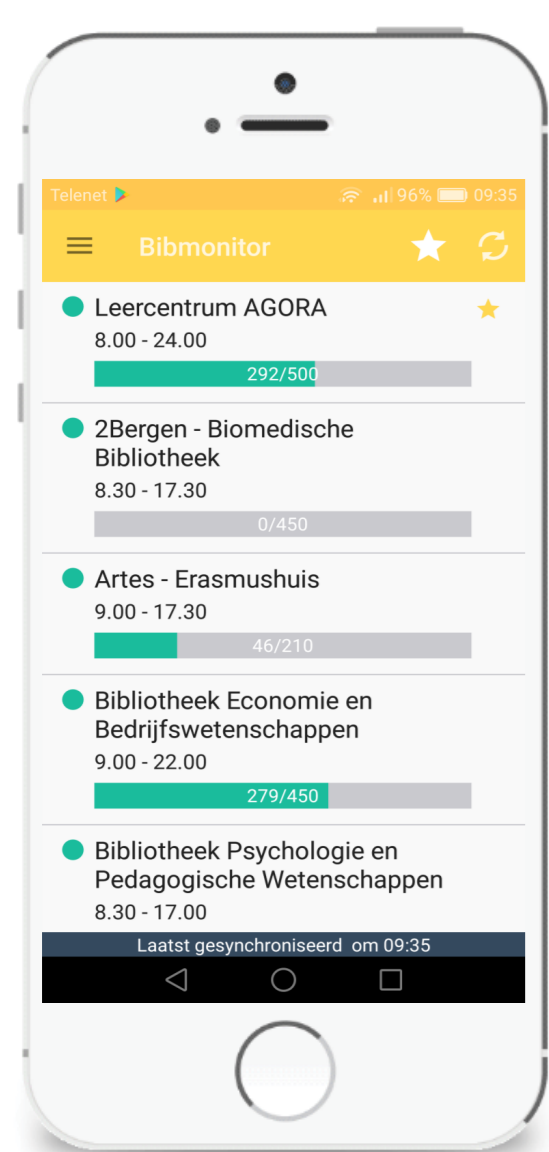 Telenet 96% 09:35
Bibmonitor
Leercentrum AGORA
8.00 - 24.00
292/500
2Bergen - Biomedische
Bibliotheek
8.30 - 17.30
0/450
Artes - Erasmushuis
9.00 - 17.30
46/210
Bibliotheek Economie en
Bedrijfswetenschappen
9.00 - 22.00
279/450
Bibliotheek Psychologie en
Pedagogische Wetenschappen
8.30 - 17.00
Laatst gesynchroniseerd om 09:35